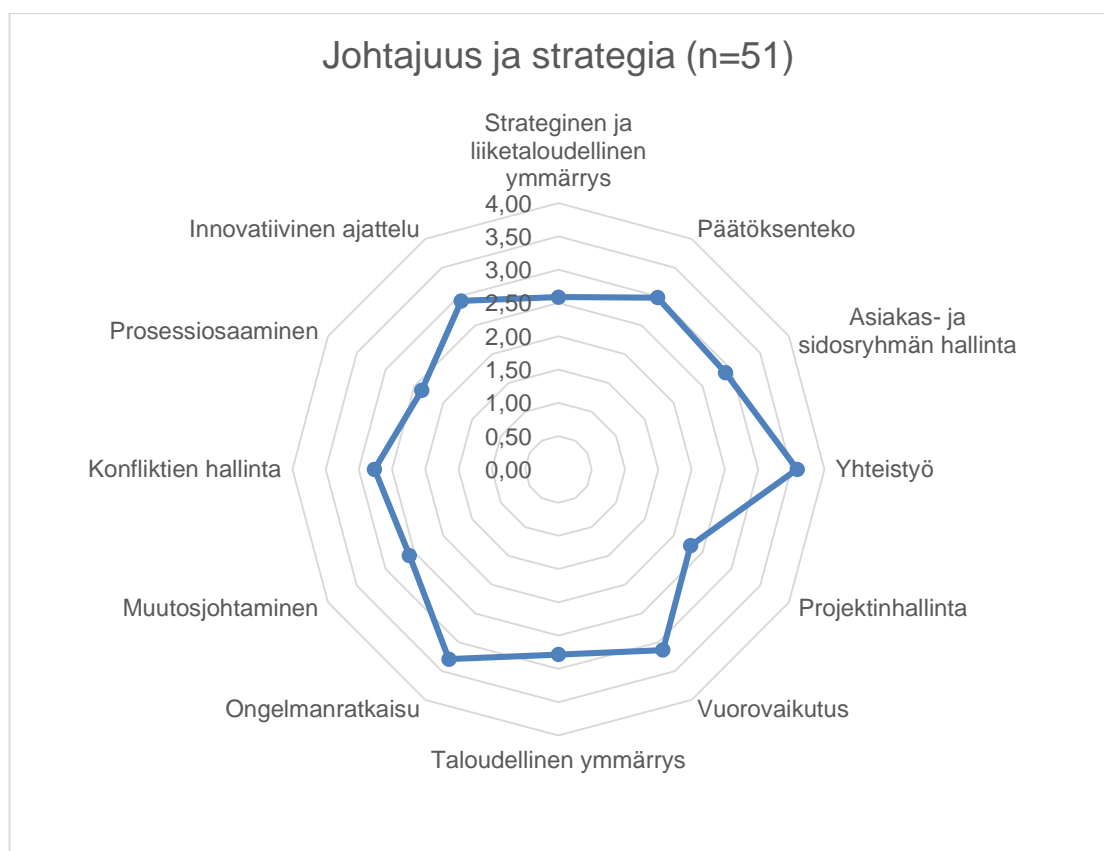 Johtajuus ja strategia (n=51)
Strateginen ja
liiketaloudellinen
ymmärrys
4,00
3,50
3,00
2,50
2,00
1,50
1,00
0,50
0,00
Päätöksenteko
Asiakas- ja
sidosryhmän hallinta
Yhteistyö
Projektinhallinta
Vuorovaikutus
Taloudellinen ymmärrys
Ongelmanratkaisu
Muutosjohtaminen
Konfliktien hallinta
Prosessiosaaminen
Innovatiivinen ajattelu